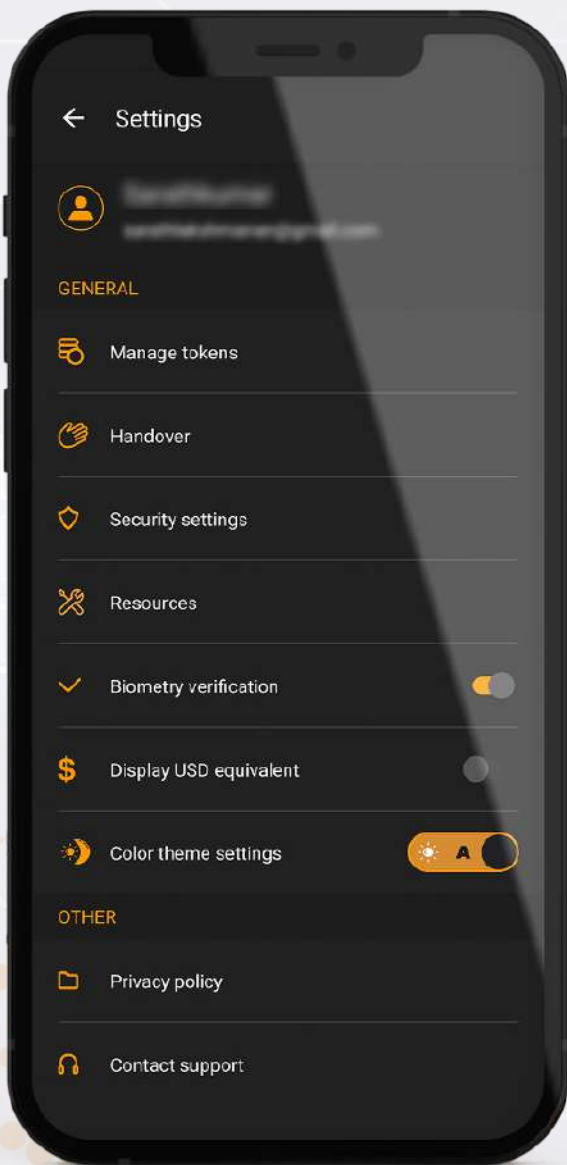 Settings
GENERAL
Manage tokens
Handover
Security settings
Resources
Biometry verification
$ Display USD equivalent
Color theme settings
A
OTHER
Privacy policy
Contact support